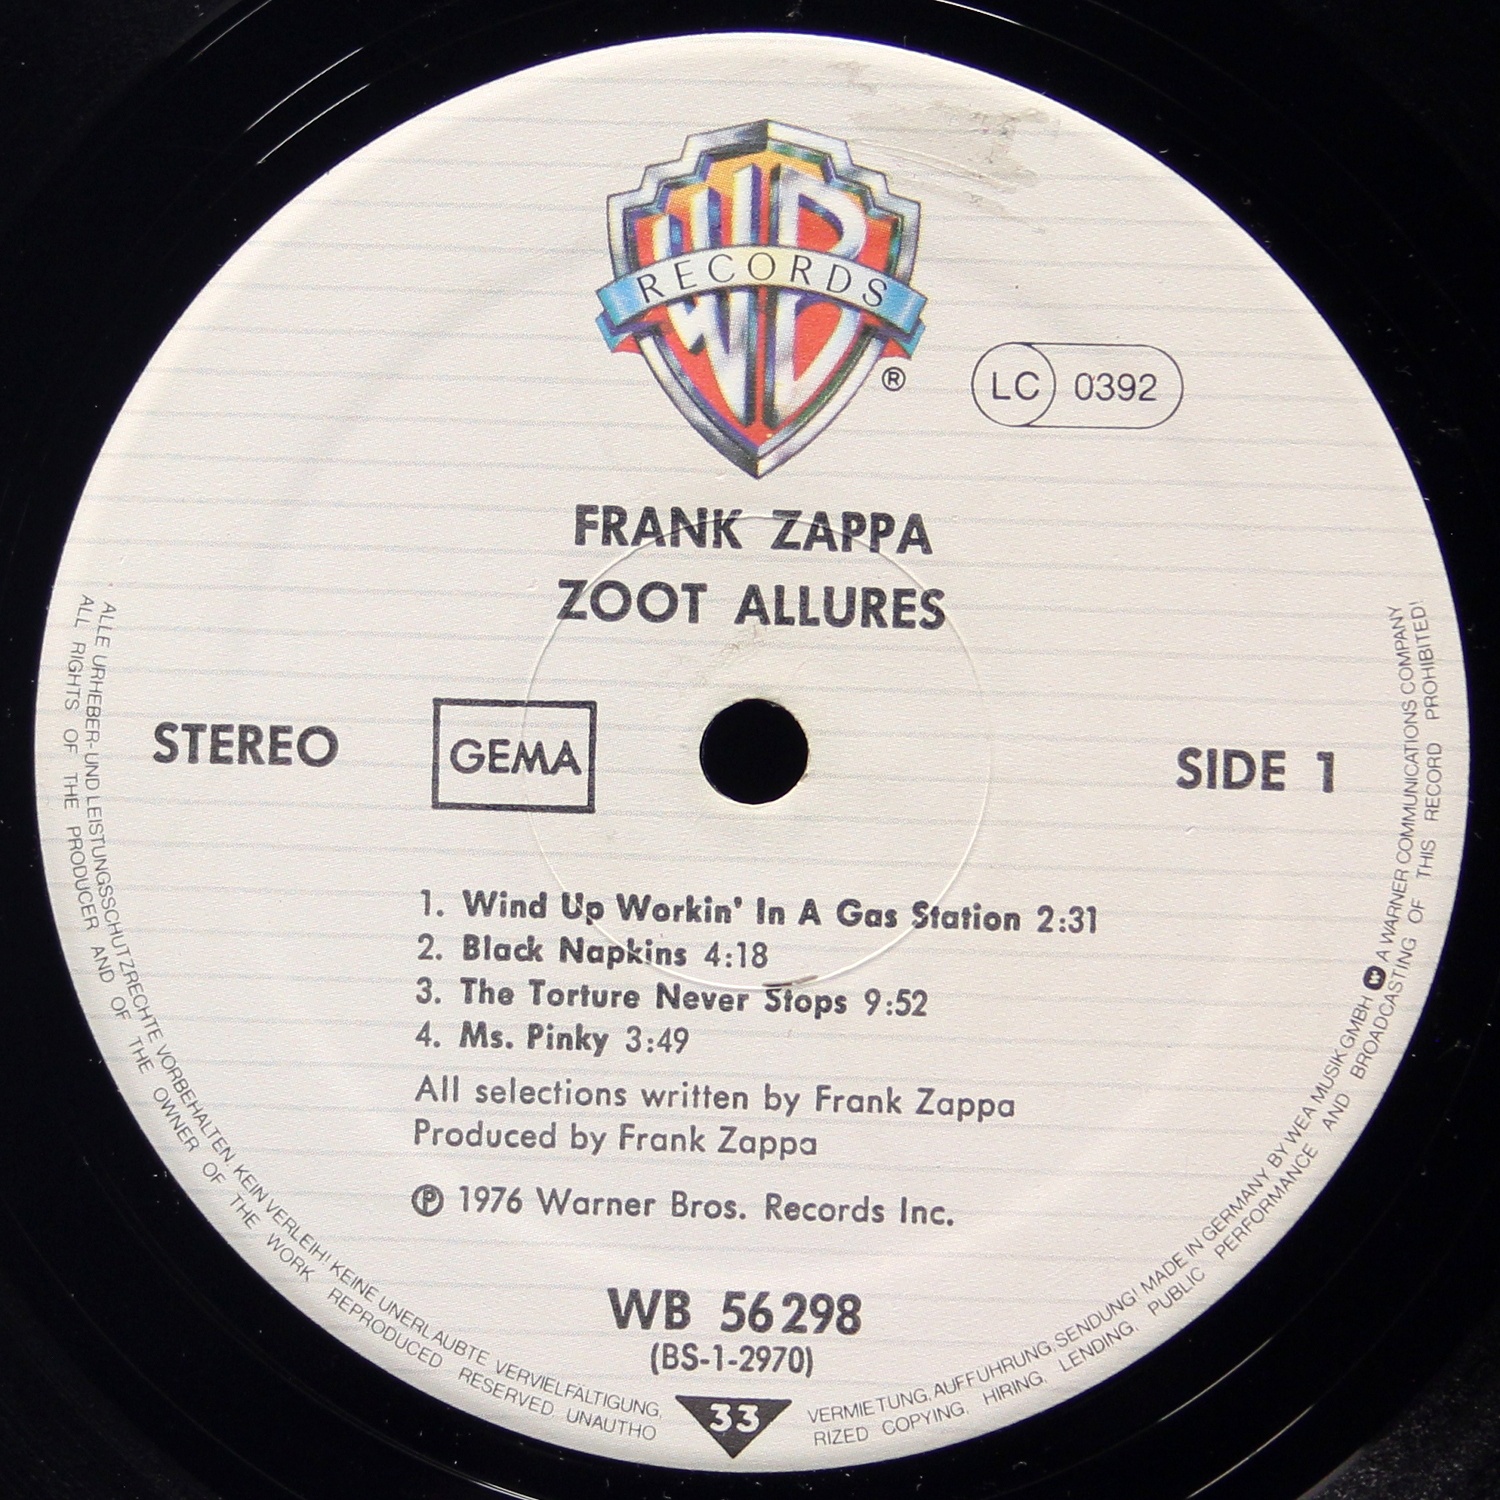 WB
RECORDS
®
LC 0392
FRANK ZAPPA
ZOOT ALLURES
STEREO
GEMA
SIDE 1
1. Wind Up Workin' In A Gas Station 2:31
2. Black Napkins 4:18
3. The Torture Never Stops 9:52
4. Ms. Pinky 3:49
All selections written by Frank Zappa
Produced by Frank Zappa
℗ 1976 Warner Bros. Records Inc.
WB 56 298
(BS-1-2970)
33
ALLE URHEBER- UND LEISTUNGSSCHUTZRECHTE VORBEHALTEN. KEIN VERLEIH! KEINE UNERLAUBTE VERVIELFÄLTIGUNG, VERMIETUNG, AUFFÜHRUNG, SENDUNG! MADE IN GERMANY BY WEA MUSIK GMBH W A WARNER COMMUNICATIONS COMPANY
ALL RIGHTS OF THE PRODUCER AND OF THE OWNER OF THE WORK REPRODUCED RESERVED UNAUTHORIZED COPYING, HIRING, LENDING, PUBLIC PERFORMANCE AND BROADCASTING OF THIS RECORD PROHIBITED!